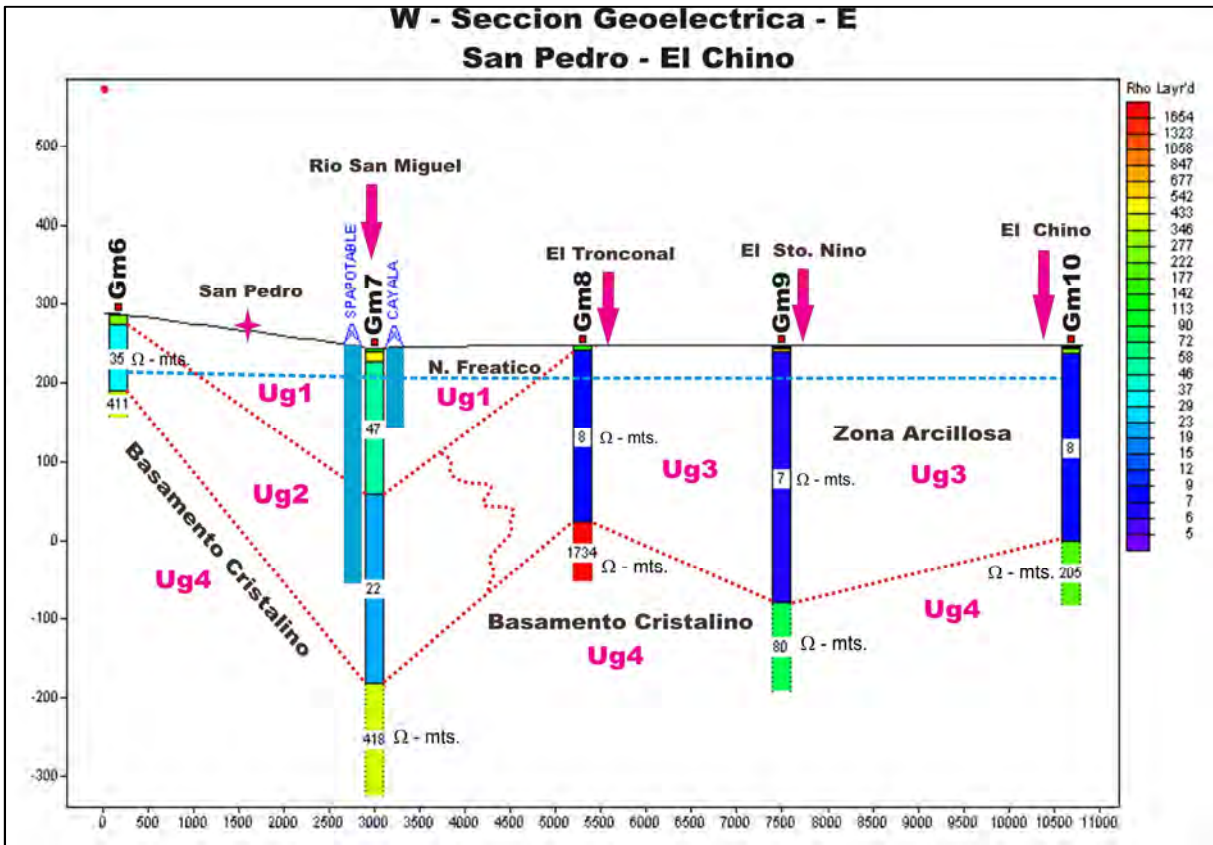 W - Seccion Geoelectrica - E
San Pedro - El Chino
Rho Layr'd
1654
1323
1058
847
677
542
433
346
277
222
177
142
113
90
72
58
46
37
29
23
19
15
12
9
7
6
5
500
400
300
200
100
0
-100
-200
-300
Rio San Miguel
SPAPOTABLE
CAYALA
El Tronconal
El Sto. Nino
El Chino
Gm6
Gm7
Gm8
Gm9
Gm10
San Pedro
N. Freatico
35 Ω - mts.
411
Ug1
Ug1
47
Ug2
22
418 Ω - mts.
8 Ω - mts.
1734
Ω - mts.
Ug3
7 Ω - mts.
Zona Arcillosa
Ug3
8
Ω - mts. 205
80 Ω - mts.
Basamento Cristalino
Ug4
Basamento Cristalino
Ug4
Ug4
0 500 1000 1500 2000 2500 3000 3500 4000 4500 5000 5500 6000 6500 7000 7500 8000 8500 9000 9500 10000 10500 11000